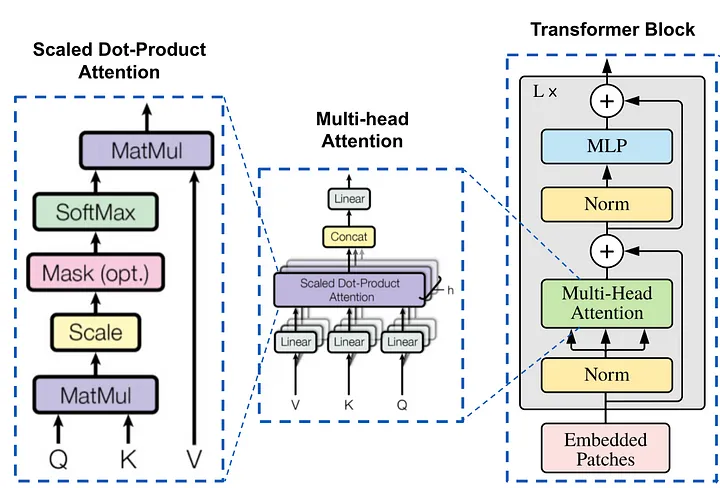 Scaled Dot-Product
Attention
MatMul
SoftMax
Mask (opt.)
Scale
MatMul
Q
K
V
Multi-head
Attention
Linear
Concat
Scaled Dot-Product
Attention
h
Linear
Linear
Linear
V
K
Q
Transformer Block
L ×
+
MLP
Norm
+
Multi-Head
Attention
Norm
Embedded
Patches